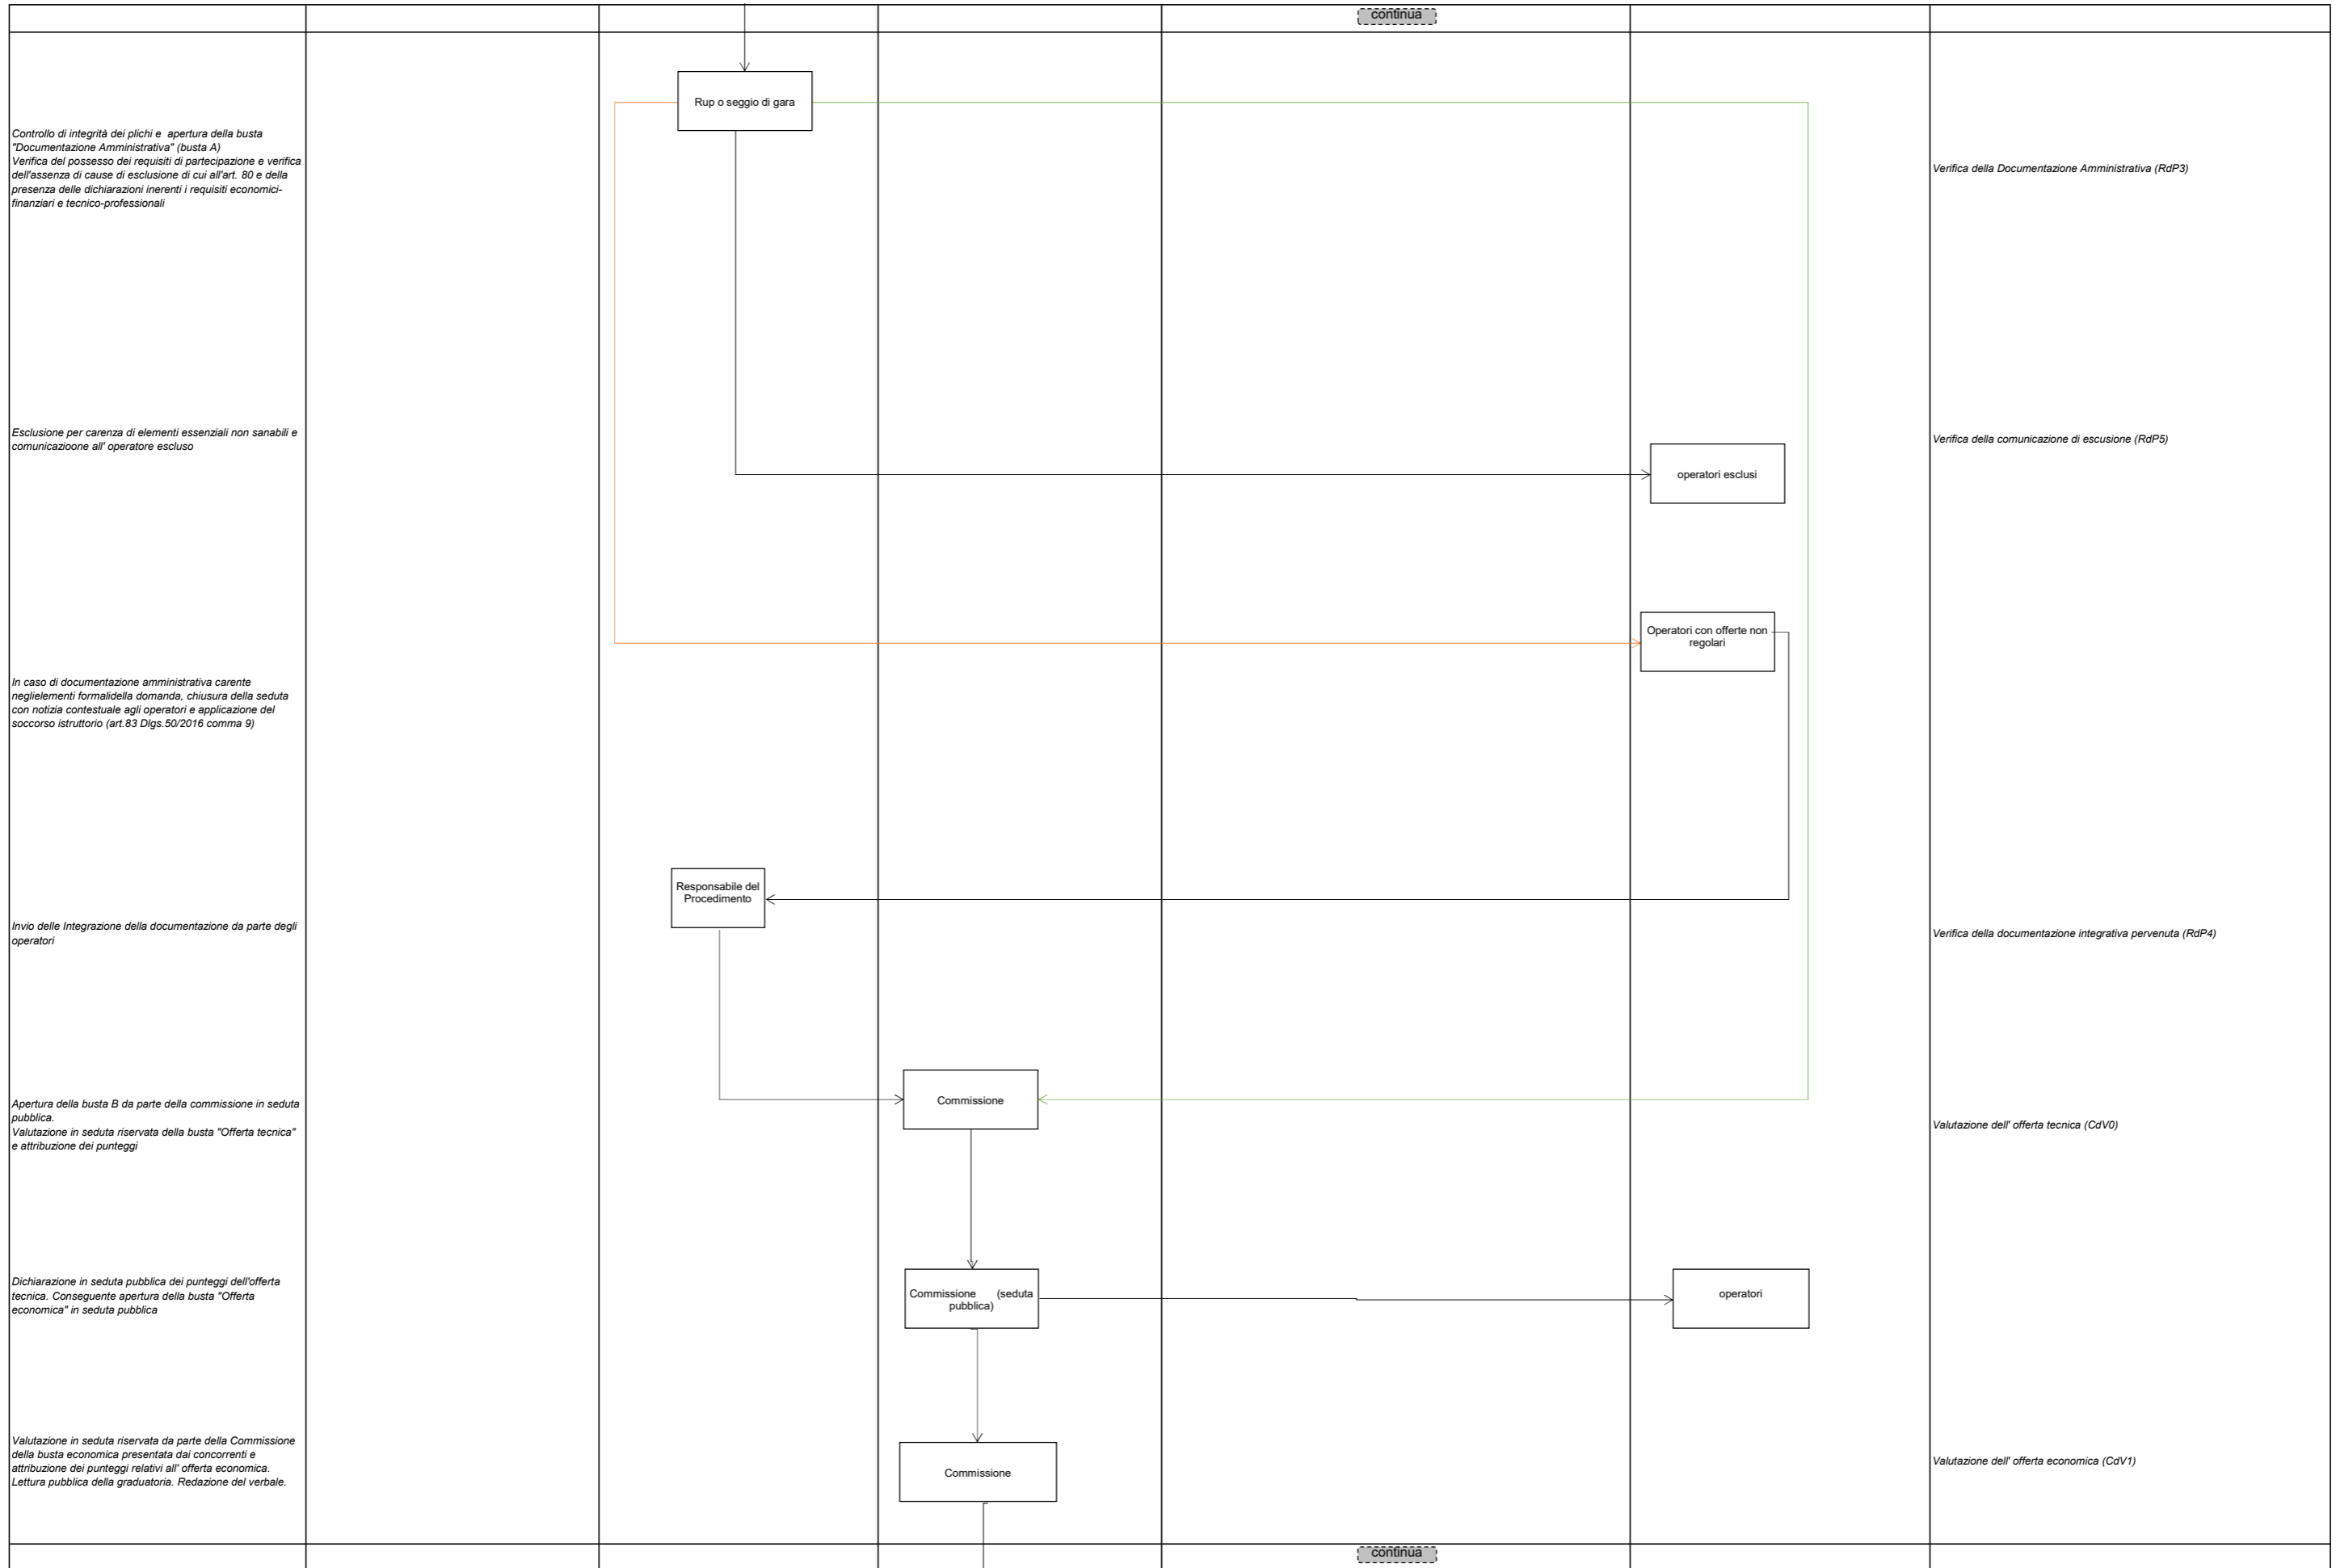 continua
Rup o seggio di gara
Controllo di integrità dei plichi e  apertura della busta
"Documentazione Amministrativa" (busta A)
Verifica del possesso dei requisiti di partecipazione e verifica
dell'assenza di cause di esclusione di cui all'art. 80 e della
presenza delle dichiarazioni inerenti i requisiti economici-
finanziari e tecnico-professionali
Verifica della Documentazione Amministrativa (RdP3)
Esclusione per carenza di elementi essenziali non sanabili e
comunicazioone all' operatore escluso
Verifica della comunicazione di escusione (RdP5)
operatori esclusi
Operatori con offerte non
regolari
In caso di documentazione amministrativa carente
neglielementi formalidella domanda, chiusura della seduta
con notizia contestuale agli operatori e applicazione del
soccorso istruttorio (art.83 Dlgs.50/2016 comma 9)
Responsabile del
Procedimento
Invio delle Integrazione della documentazione da parte degli
operatori
Verifica della documentazione integrativa pervenuta (RdP4)
Commissione
Apertura della busta B da parte della commissione in seduta
pubblica.
Valutazione in seduta riservata della busta "Offerta tecnica"
e attribuzione dei punteggi
Valutazione dell' offerta tecnica (CdV0)
Dichiarazione in seduta pubblica dei punteggi dell'offerta
tecnica. Conseguente apertura della busta "Offerta
economica" in seduta pubblica
Commissione (seduta
pubblica)
operatori
Valutazione in seduta riservata da parte della Commissione
della busta economica presentata dai concorrenti e
attribuzione dei punteggi relativi all' offerta economica.
Lettura pubblica della graduatoria. Redazione del verbale.
Commissione
Valutazione dell' offerta economica (CdV1)
continua